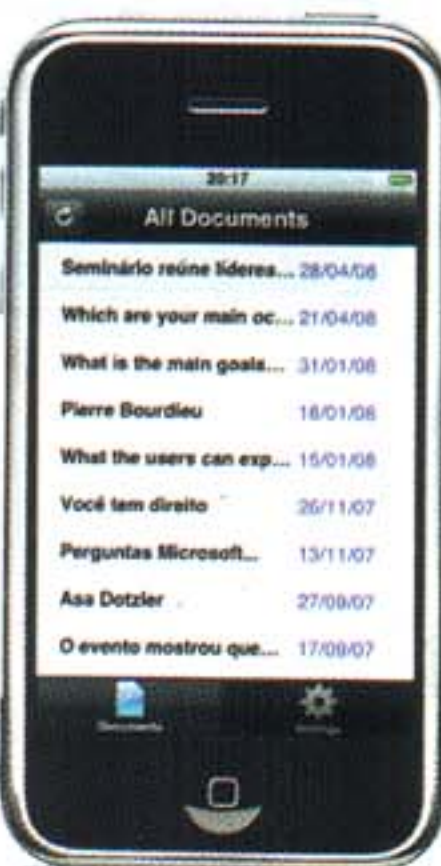 20:17
All Documents
Seminário reúne líderes... 28/04/08
Which are your main oc... 21/04/08
What is the main goals... 31/01/08
Pierre Bourdieu 18/01/08
What the users can exp... 15/01/08
Você tem direito 26/11/07
Perguntas Microsoft... 13/11/07
Asa Dotzler 27/09/07
O evento mostrou que... 17/09/07
Documents